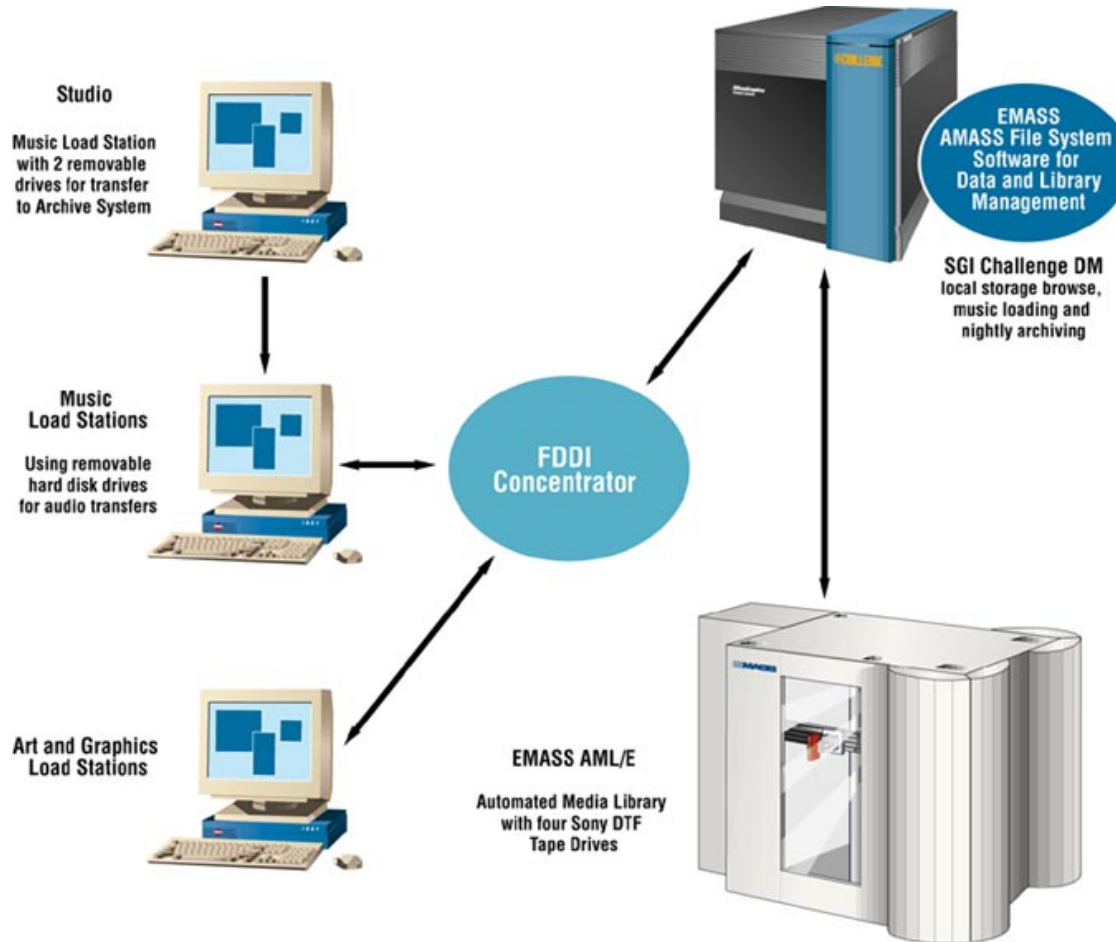 Studio
Music Load Station
with 2 removable
drives for transfer
to Archive System
CHALLENGE
EMASS
AMASS File System
Software for
Data and Library
Management
SGI Challenge DM
local storage browse,
music loading and
nightly archiving
Music
Load Stations
Using removable
hard disk drives
for audio transfers
FDDI
Concentrator
Art and Graphics
Load Stations
EMASS AML/E
Automated Media Library
with four Sony DTF
Tape Drives